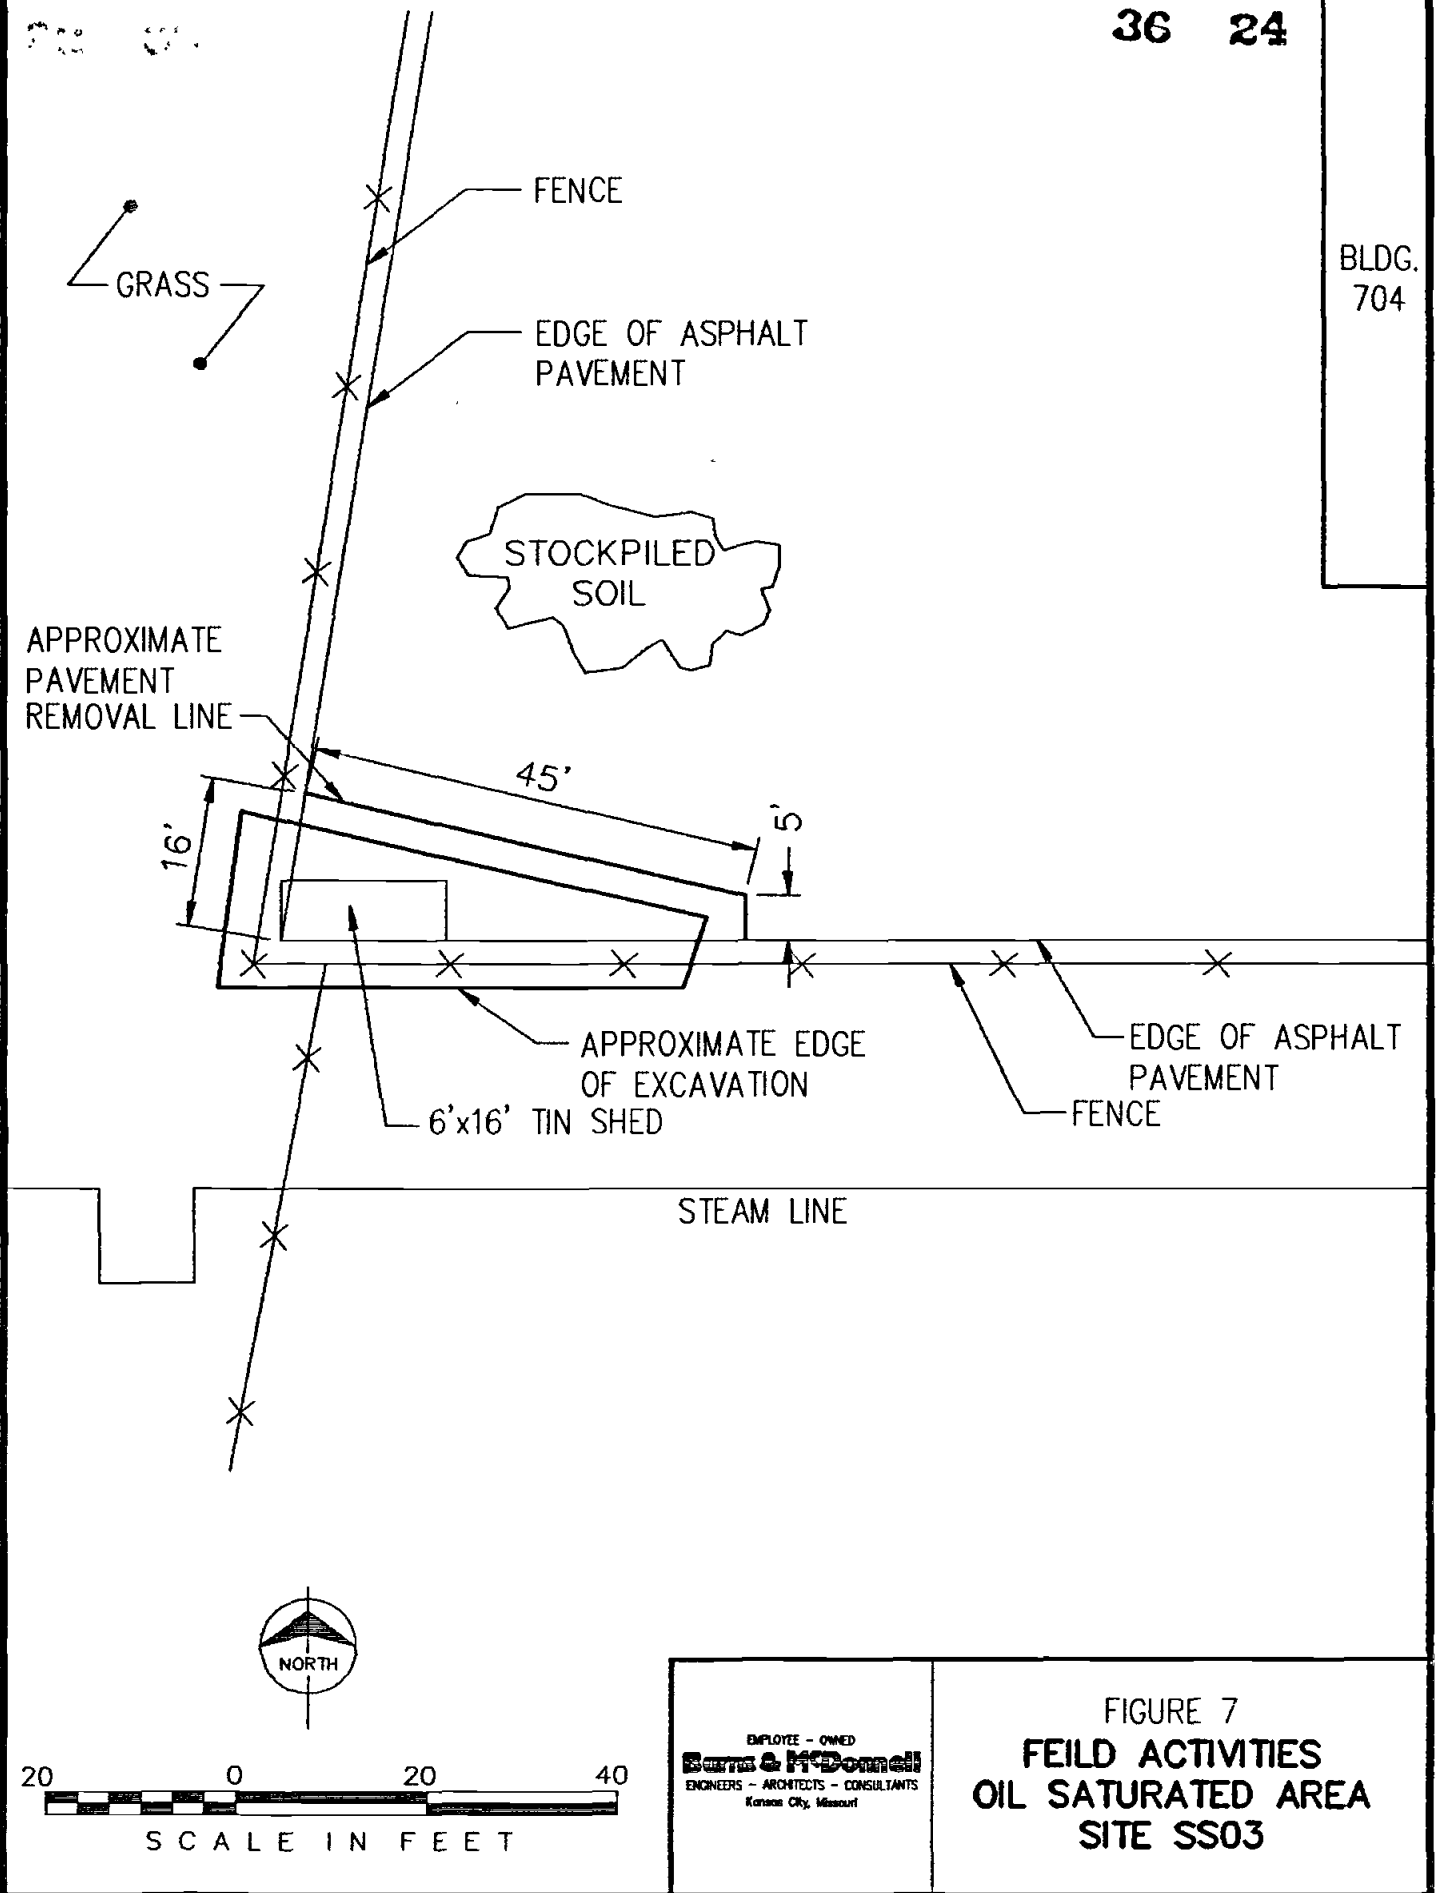 36 24
FENCE
BLDG.
704
GRASS
EDGE OF ASPHALT
PAVEMENT
STOCKPILED
SOIL
APPROXIMATE
PAVEMENT
REMOVAL LINE
45'
5'
16'
APPROXIMATE EDGE
OF EXCAVATION
EDGE OF ASPHALT
PAVEMENT
6'x16' TIN SHED
FENCE
STEAM LINE
NORTH
20 0 20 40
SCALE IN FEET
EMPLOYEE - OWNED
Burns & McDonnell
ENGINEERS - ARCHITECTS - CONSULTANTS
Kansas City, Missouri
FIGURE 7
FEILD ACTIVITIES
OIL SATURATED AREA
SITE SS03